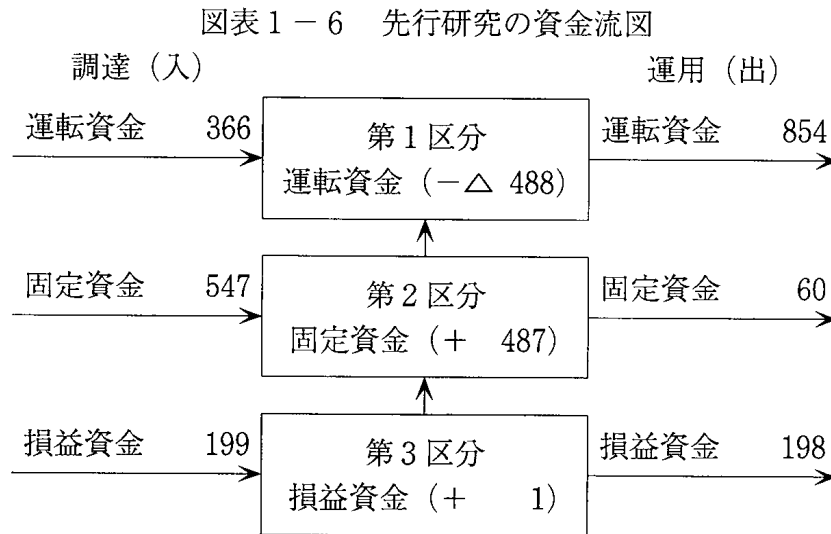 図表1－6　先行研究の資金流図
調達（入）　運用（出）
運転資金　366　第1区分　運転資金　854
運転資金（－△ 488）
固定資金　547　第2区分　固定資金　60
固定資金（＋　487）
損益資金　199　第3区分　損益資金　198
損益資金（＋　1）